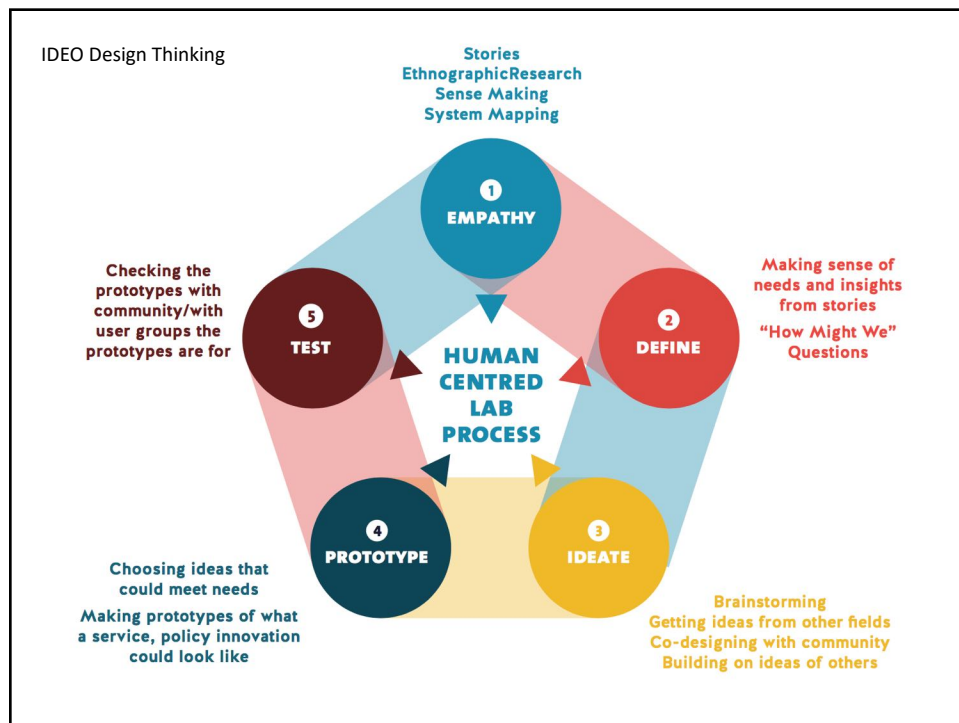 IDEO Design Thinking
Stories
EthnographicResearch
Sense Making
System Mapping
1
EMPATHY
Making sense of
needs and insights
from stories
“How Might We”
Questions
2
DEFINE
3
IDEATE
Brainstorming
Getting ideas from other fields
Co-designing with community
Building on ideas of others
4
PROTOTYPE
Choosing ideas that
could meet needs
Making prototypes of what
a service, policy innovation
could look like
5
TEST
Checking the
prototypes with
community/with
user groups the
prototypes are for
HUMAN
CENTRED
LAB
PROCESS